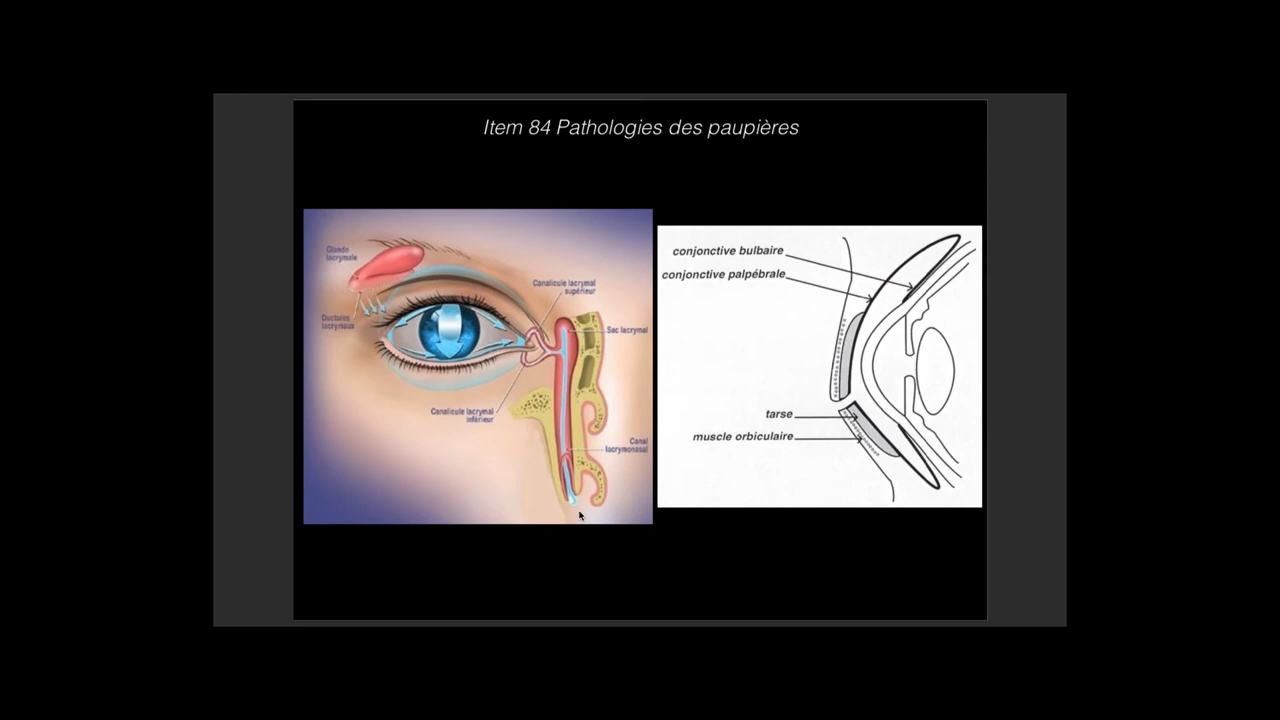 Item 84 Pathologies des paupières
Glande
lacrymale
Ductules
lacrymaux
Canalicule lacrymal
supérieur
Sac lacrymal
Canalicule lacrymal
inférieur
Canal
lacrymonasal
conjonctive bulbaire
conjonctive palpébrale
tarse
muscle orbiculaire